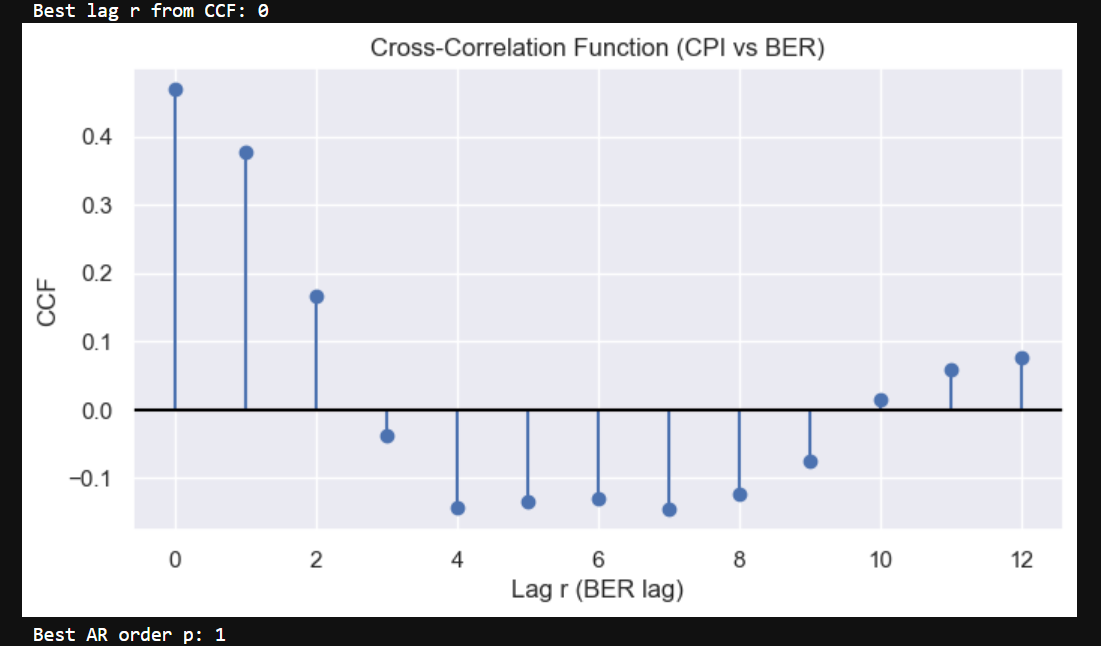 Best lag r from CCF: 0
Cross-Correlation Function (CPI vs BER)
0.4
0.3
0.2
0.1
0.0
−0.1
CCF
0 2 4 6 8 10 12
Lag r (BER lag)
Best AR order p: 1